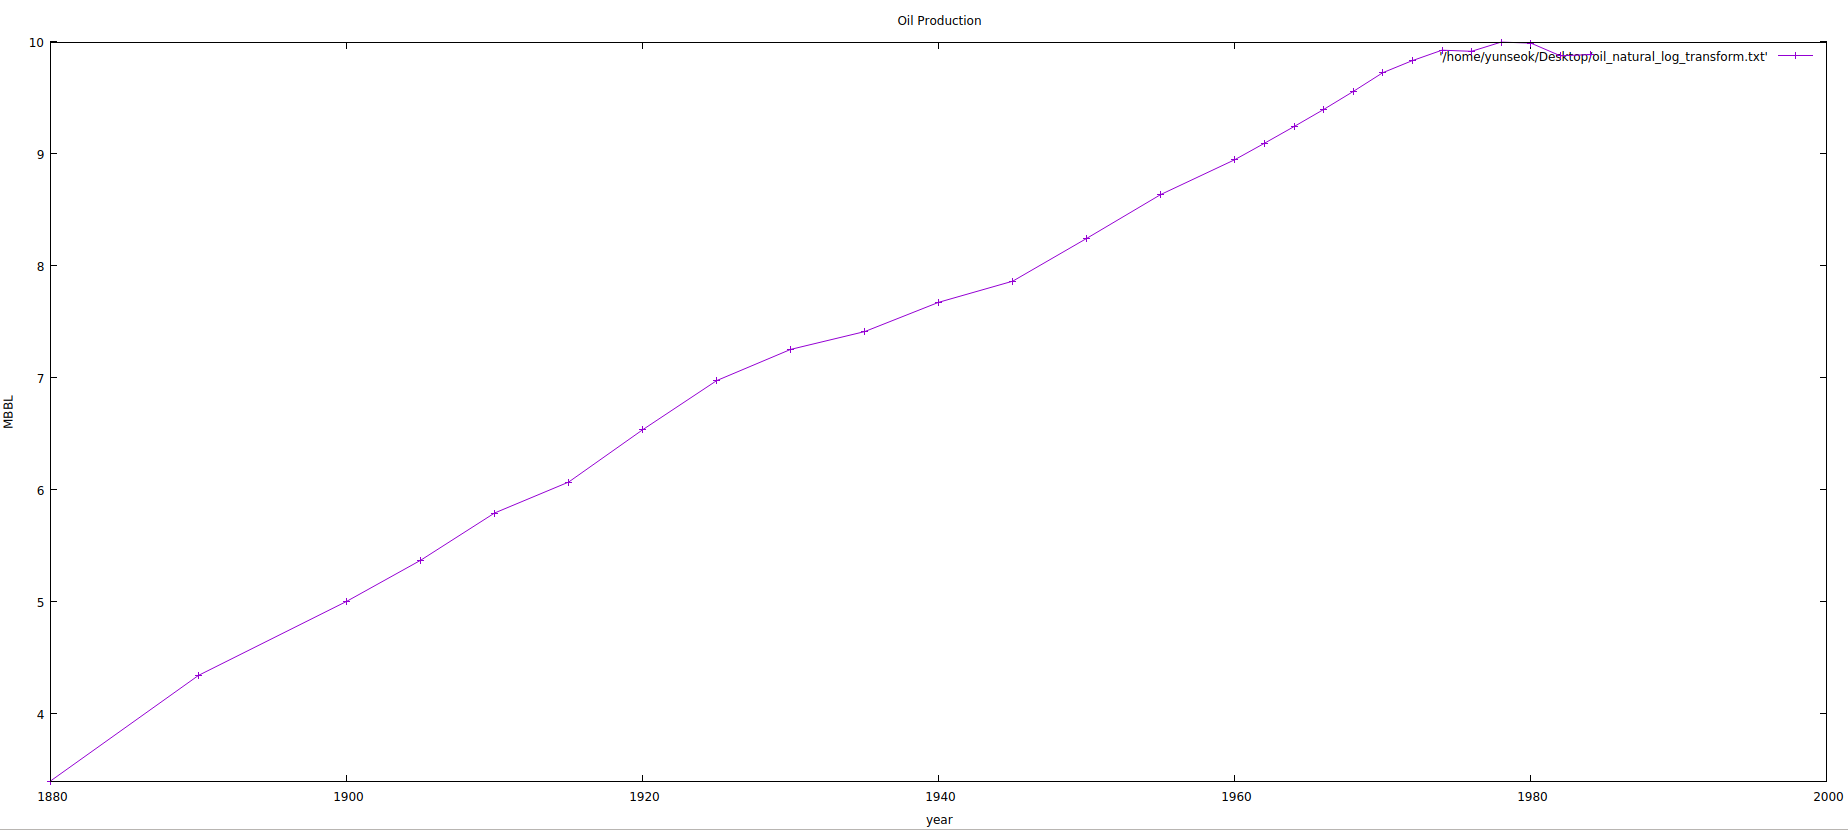 Oil Production
10
'/home/yunseok/Desktop/oil_natural_log_transform.txt'
9
8
7
MBBL
6
5
4
1880 1900 1920 1940 1960 1980 2000
year